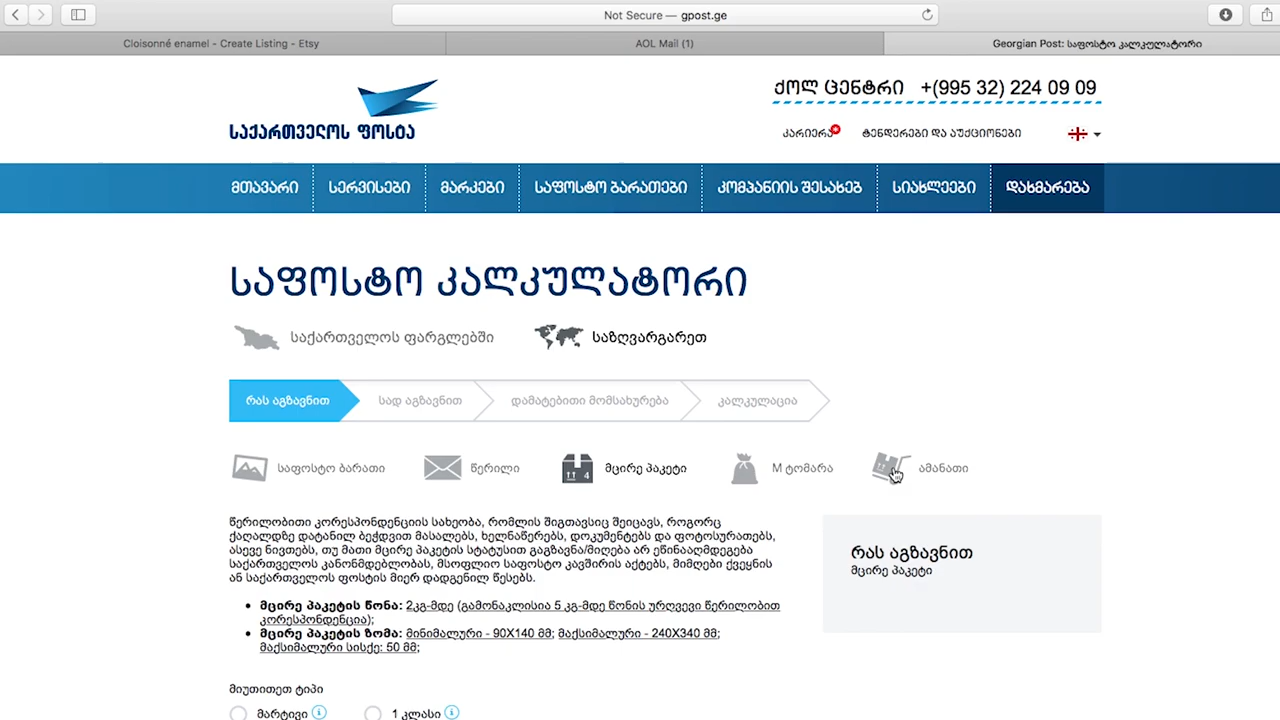 Not Secure — gpost.ge
Cloisonné enamel - Create Listing - Etsy
AOL Mail (1)
Georgian Post: საფოსტო კალკულატორი
საქართველოს ფოსტა
ქოლ ცენტრი +(995 32) 224 09 09
კარიერა
ტენდერები და აუქციონები
მთავარი
სერვისები
მარკები
საფოსტო ბარათები
კომპანიის შესახებ
სიახლეები
დახმარება
საფოსტო კალკულატორი
საქართველოს ფარგლებში
საზღვარგარეთ
რას აგზავნით
სად აგზავნით
დამატებითი მომსახურება
კალკულაცია
საფოსტო ბარათი
წერილი
მცირე პაკეტი
M ტომარა
ამანათი
წერილობითი კორესპონდენციის სახეობა, რომლის შიგთავსიც შეიცავს, როგორც
ქაღალდზე დატანილ ბეჭდვით მასალებს, ხელნაწერებს, დოკუმენტებს და ფოტოსურათებს,
ასევე ნივთებს, თუ მათი მცირე პაკეტის სტატუსით გაგზავნა/მიღება არ ეწინააღმდეგება
საქართველოს კანონმდებლობას, მსოფლიო საფოსტო კავშირის აქტებს, მიმღები ქვეყნის
ან საქართველოს ფოსტის მიერ დადგენილ წესებს.
• მცირე პაკეტის წონა: 2კგ-მდე (გამონაკლისია 5 კგ-მდე წონის ურღვევი წერილობით
კორესპონდენცია);
• მცირე პაკეტის ზომა: მინიმალური - 90X140 მმ; მაქსიმალური - 240X340 მმ;
მაქსიმალური სისქე: 50 მმ;
რას აგზავნით
მცირე პაკეტი
მიუთითეთ ტიპი
მარტივი
1 კლასი